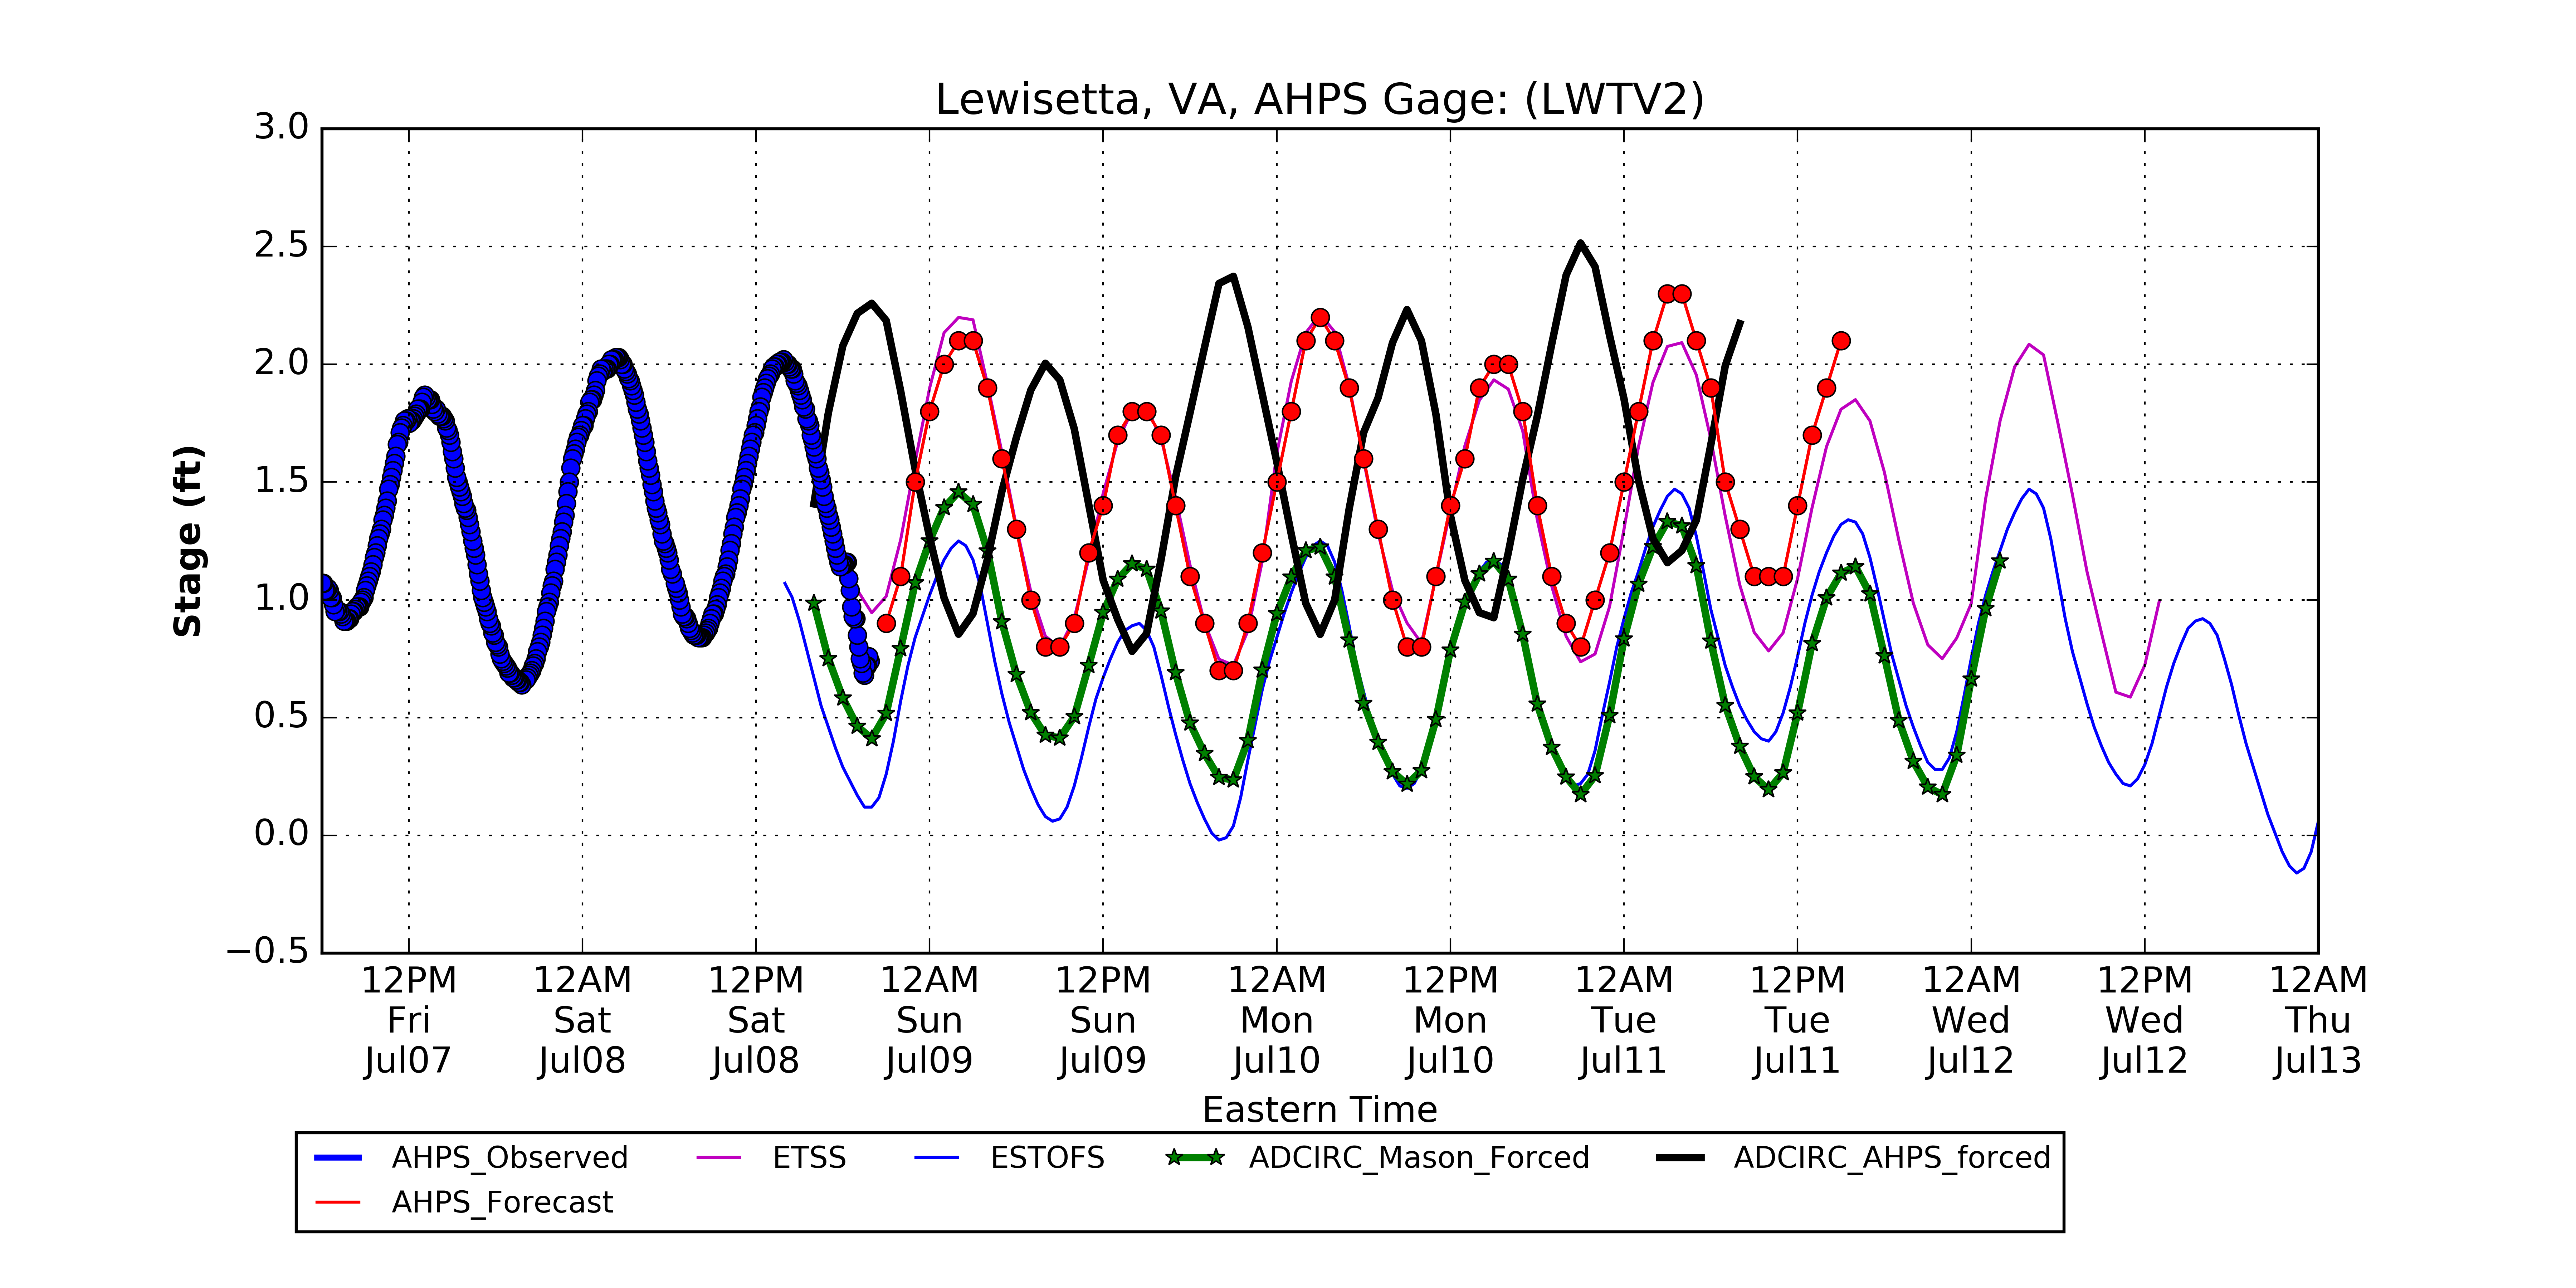 Lewisetta, VA, AHPS Gage: (LWTV2)
Stage (ft)
3.0
2.5
2.0
1.5
1.0
0.5
0.0
−0.5
12PM 12AM 12PM 12AM 12PM 12AM 12PM 12AM 12PM 12AM 12PM 12AM
Fri Sat Sat Sun Sun Mon Mon Tue Tue Wed Wed Thu
Jul07 Jul08 Jul08 Jul09 Jul09 Jul10 Jul10 Jul11 Jul11 Jul12 Jul12 Jul13
Eastern Time
AHPS_Observed ETSS ESTOFS ADCIRC_Mason_Forced ADCIRC_AHPS_forced
AHPS_Forecast